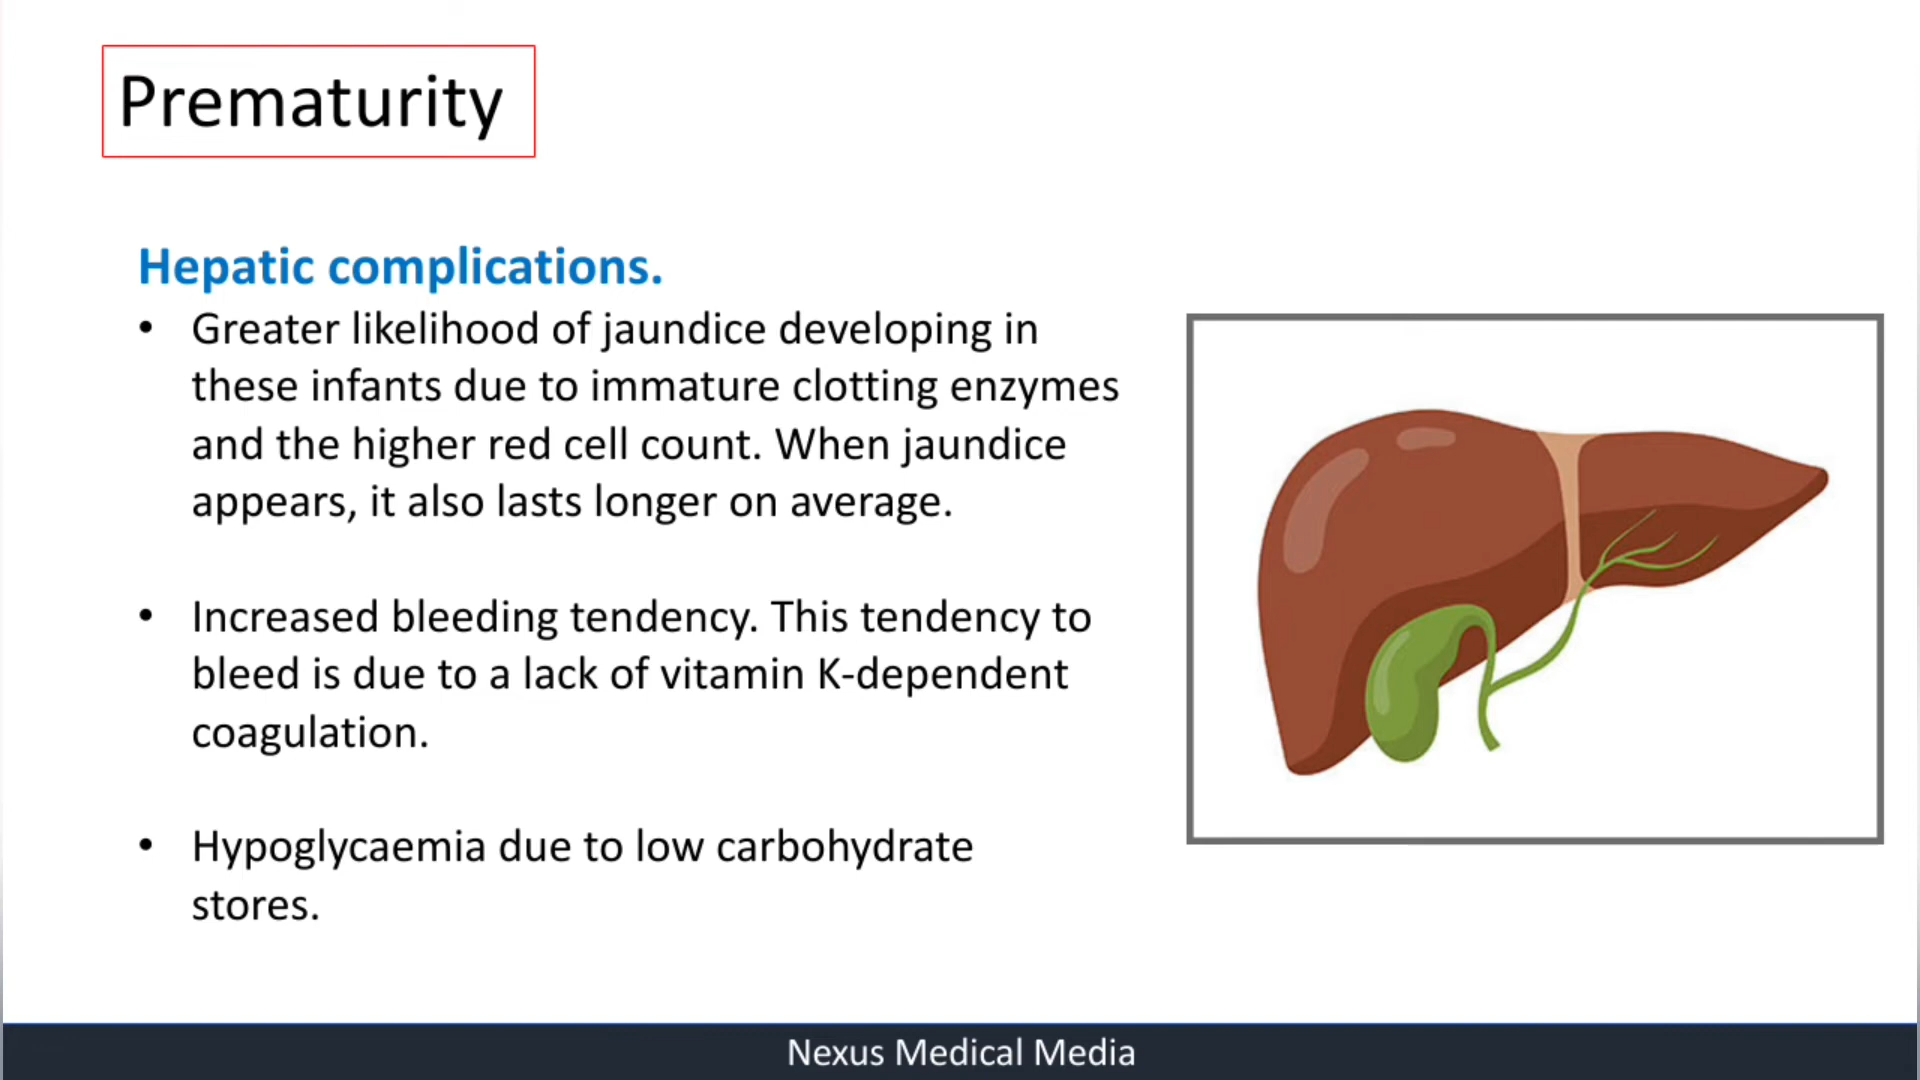 Prematurity
Hepatic complications.
• Greater likelihood of jaundice developing in
these infants due to immature clotting enzymes
and the higher red cell count. When jaundice
appears, it also lasts longer on average.
• Increased bleeding tendency. This tendency to
bleed is due to a lack of vitamin K-dependent
coagulation.
• Hypoglycaemia due to low carbohydrate
stores.
Nexus Medical Media